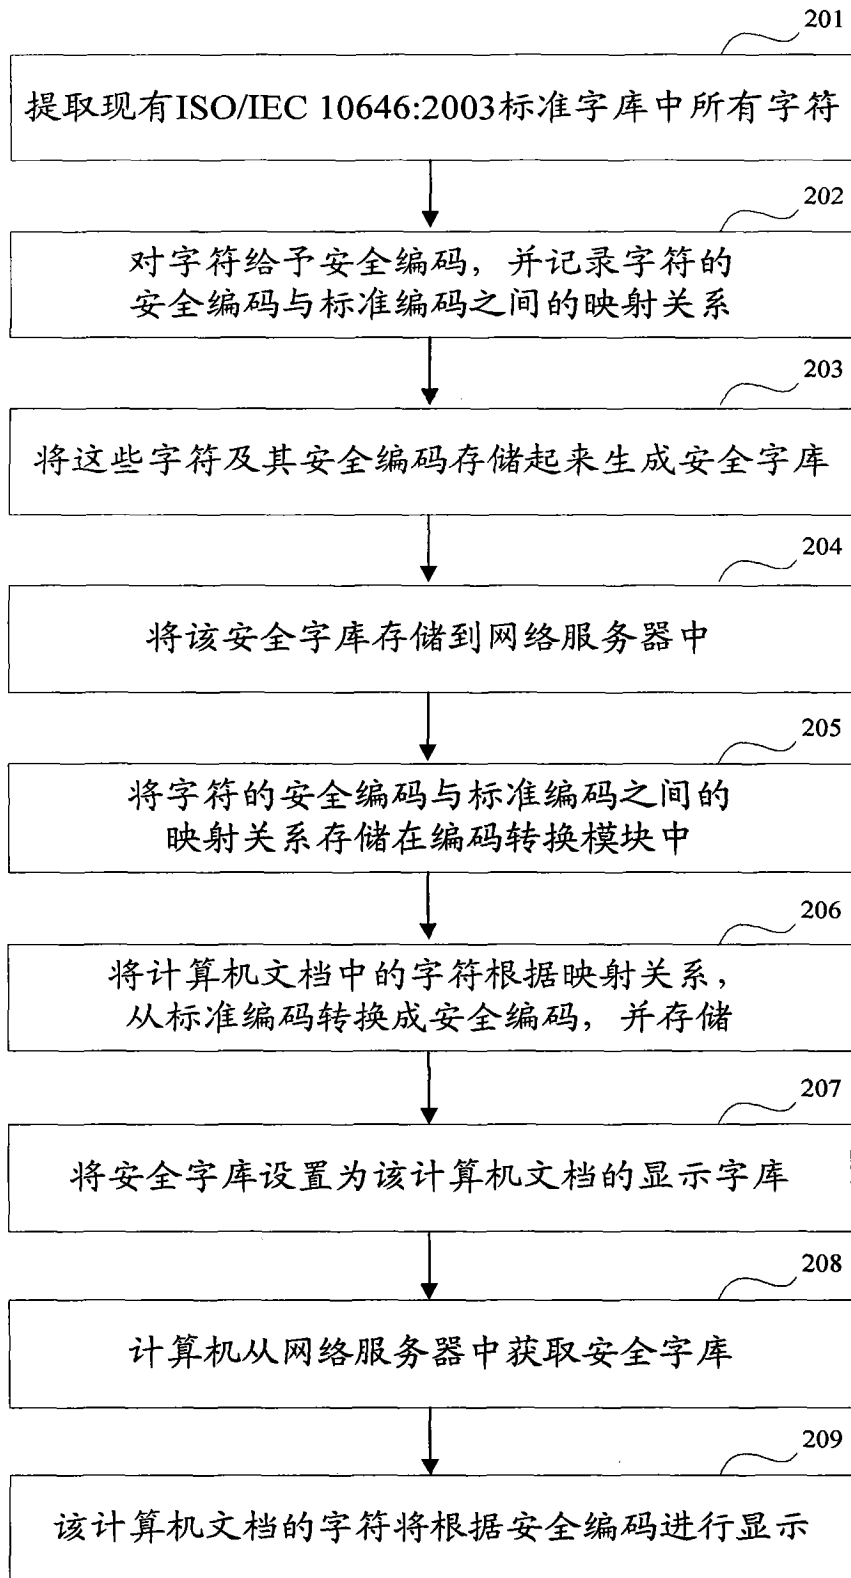 201
提取现有ISO/IEC 10646:2003标准字库中所有字符
202
对字符给予安全编码，并记录字符的
安全编码与标准编码之间的映射关系
203
将这些字符及其安全编码存储起来生成安全字库
204
将该安全字库存储到网络服务器中
205
将字符的安全编码与标准编码之间的
映射关系存储在编码转换模块中
206
将计算机文档中的字符根据映射关系，
从标准编码转换成安全编码，并存储
207
将安全字库设置为该计算机文档的显示字库
208
计算机从网络服务器中获取安全字库
209
该计算机文档的字符将根据安全编码进行显示